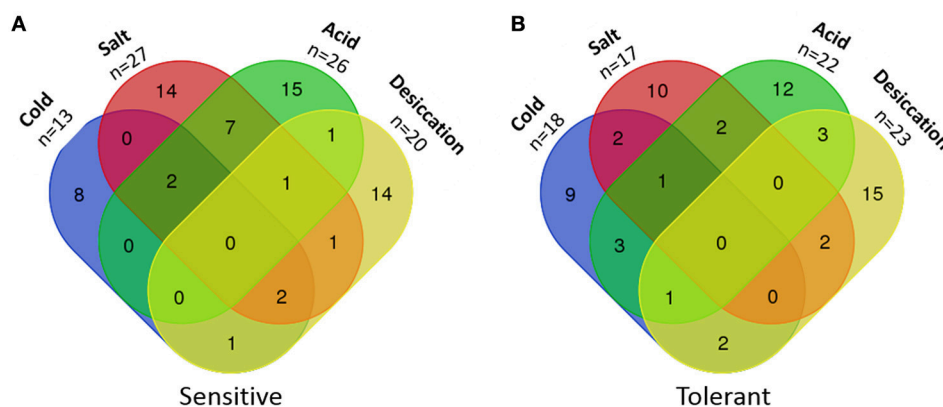 A
Cold
n=13
Salt
n=27
Acid
n=26
Desiccation
n=20
14
15
0
7
1
8
2
1
14
0
0
1
0
2
1
Sensitive
B
Cold
n=18
Salt
n=17
Acid
n=22
Desiccation
n=23
10
12
2
2
3
9
1
0
15
3
0
2
1
0
2
Tolerant